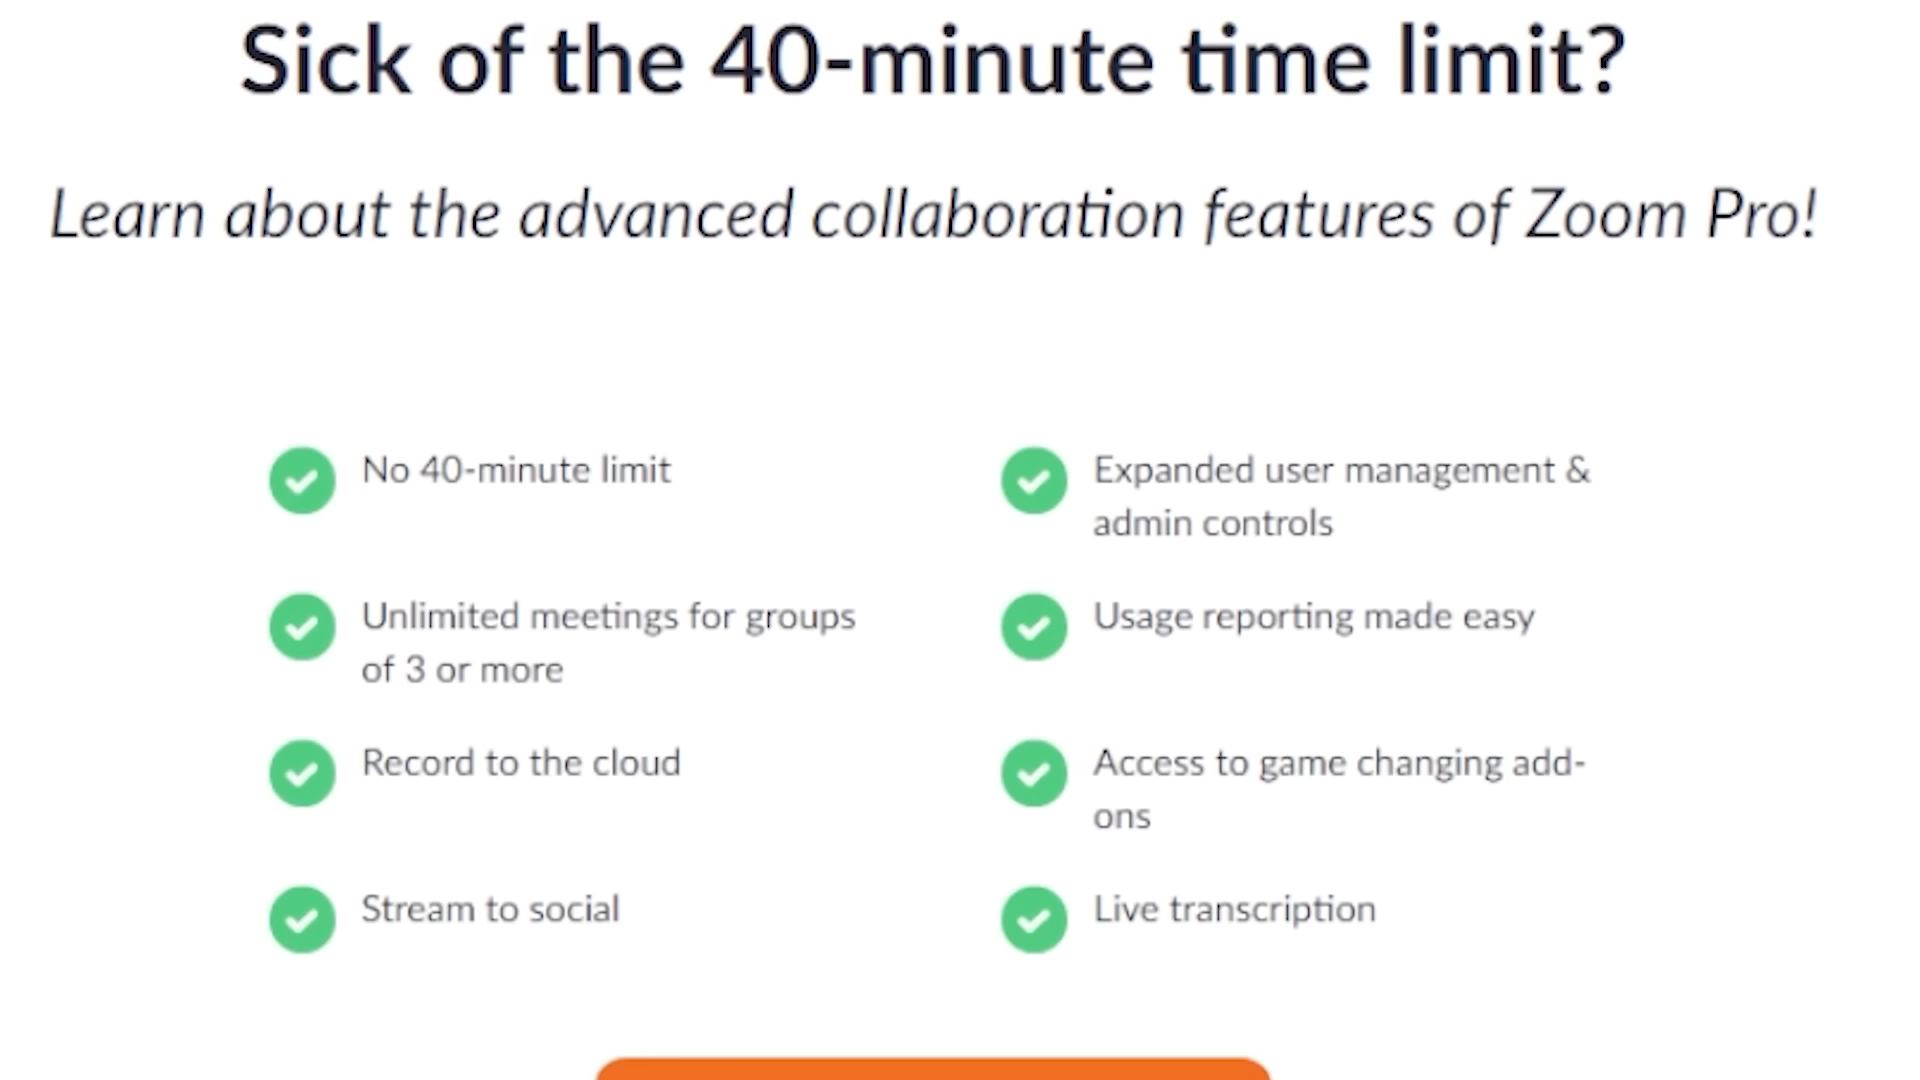 Sick of the 40-minute time limit?
Learn about the advanced collaboration features of Zoom Pro!
No 40-minute limit
Unlimited meetings for groups
of 3 or more
Record to the cloud
Stream to social
Expanded user management &
admin controls
Usage reporting made easy
Access to game changing add-
ons
Live transcription